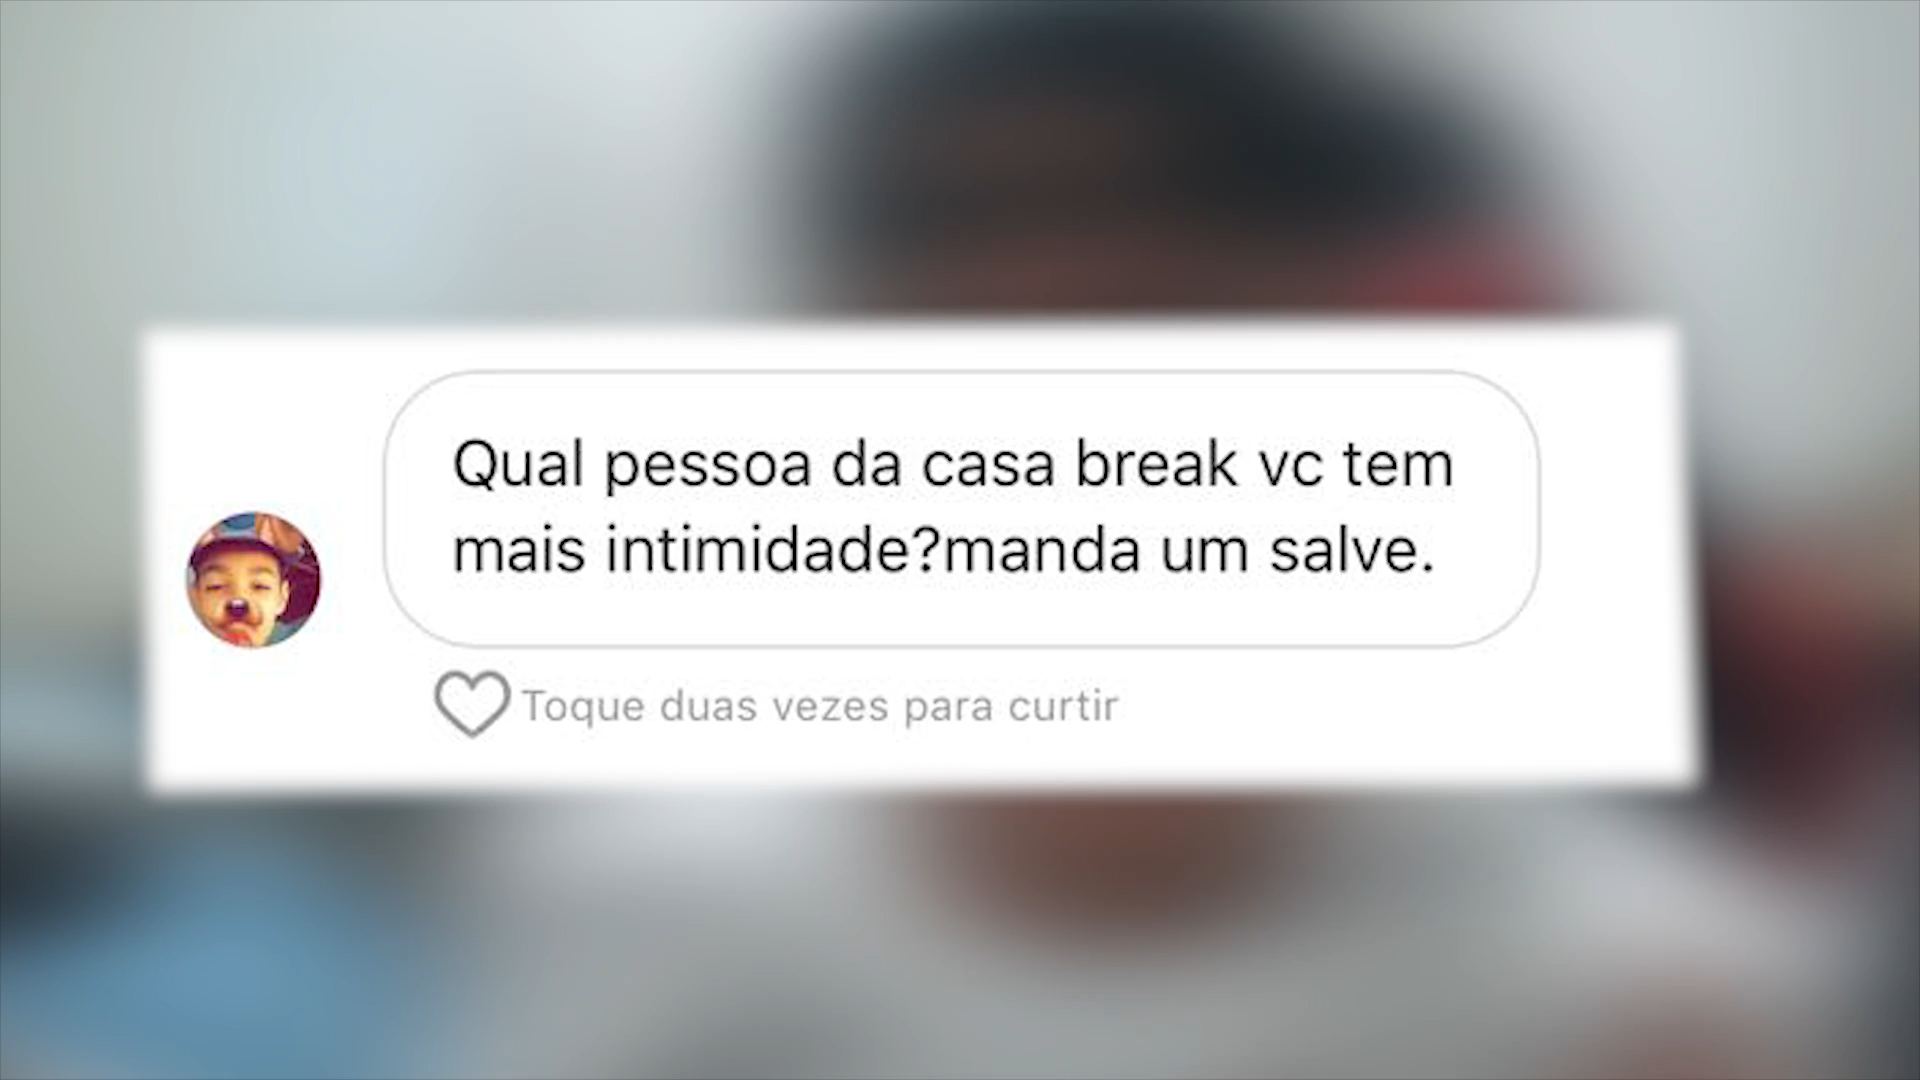 Qual pessoa da casa break vc tem
mais intimidade?manda um salve.
Toque duas vezes para curtir